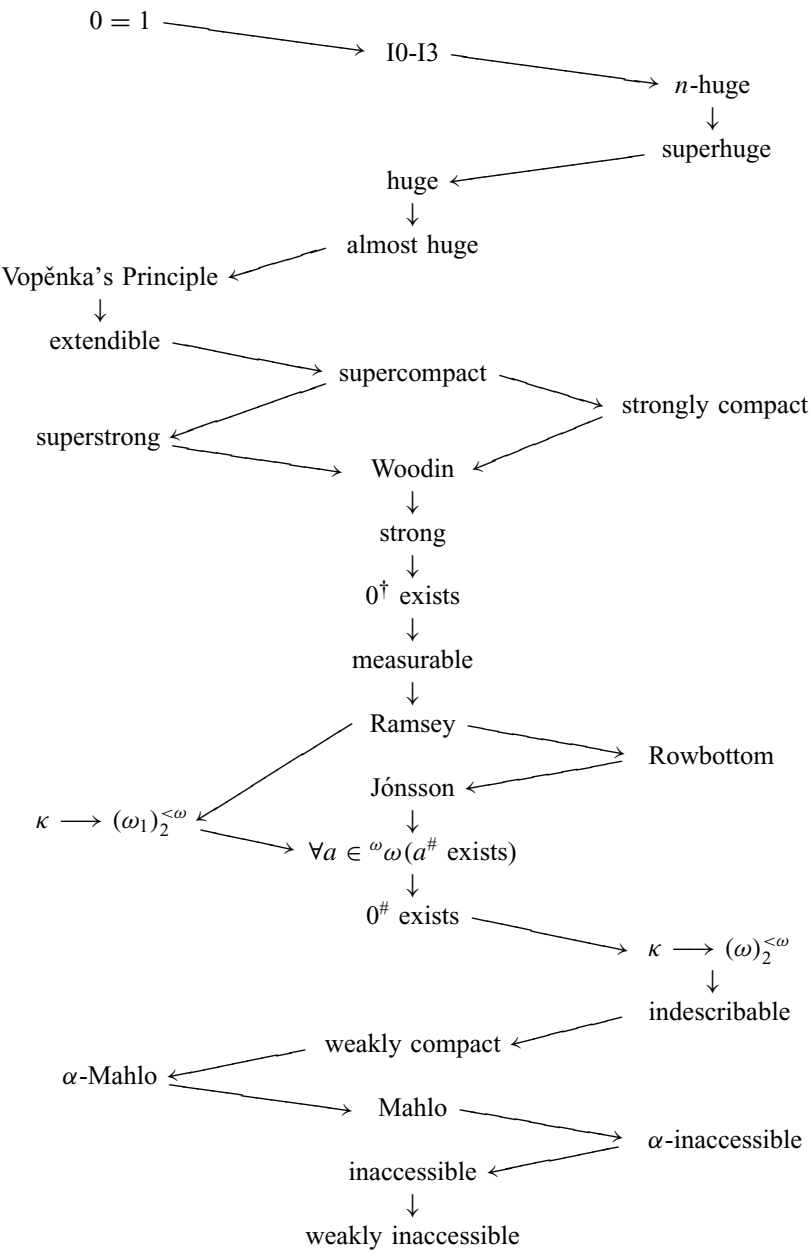 0 = 1
I0-I3
n-huge
superhuge
huge
almost huge
Vopěnka's Principle
extendible
supercompact
strongly compact
superstrong
Woodin
strong
0† exists
measurable
Ramsey
Rowbottom
Jónsson
κ ⟶ (ω₁)₂^{<ω}
∀a ∈ ^ωω(a^# exists)
0^# exists
κ ⟶ (ω)₂^{<ω}
indescribable
weakly compact
α-Mahlo
Mahlo
α-inaccessible
inaccessible
weakly inaccessible